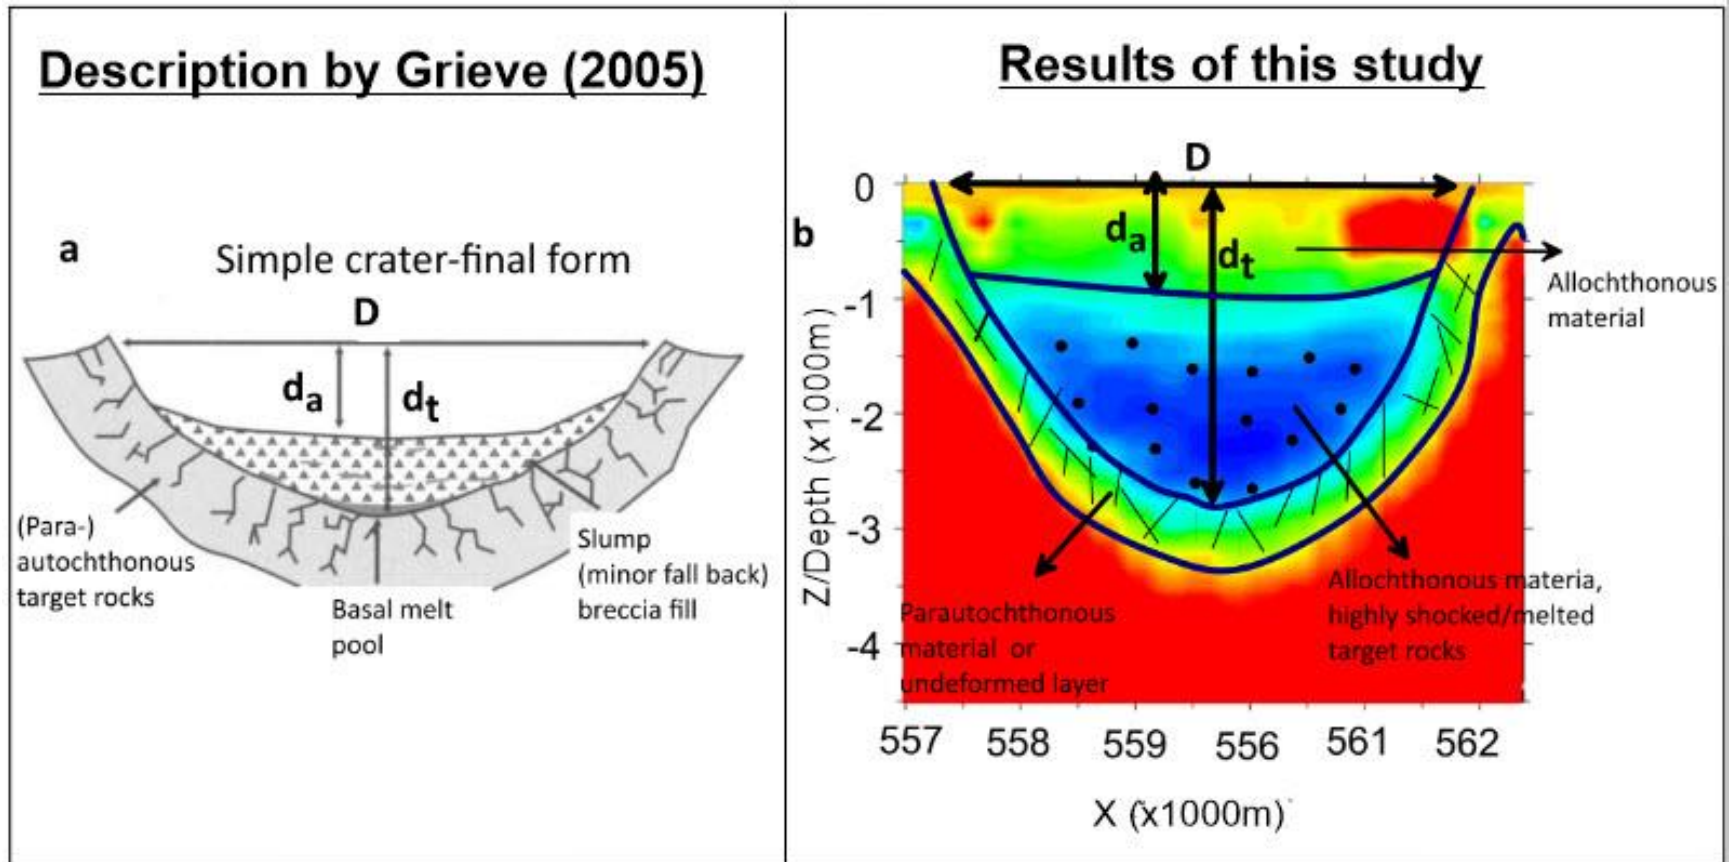 Description by Grieve (2005)
a
Simple crater-final form
D
da
dt
(Para-)
autochthonous
target rocks
Basal melt
pool
Slump
(minor fall back)
breccia fill
Results of this study
b
D
da
dt
0
-1
-2
-3
-4
Z/Depth (x1000m)
Allochthonous
material
Parautochthonous
material or
undeformed layer
Allochthonous materia,
highly shocked/melted
target rocks
557 558 559 556 561 562
X (x1000m)